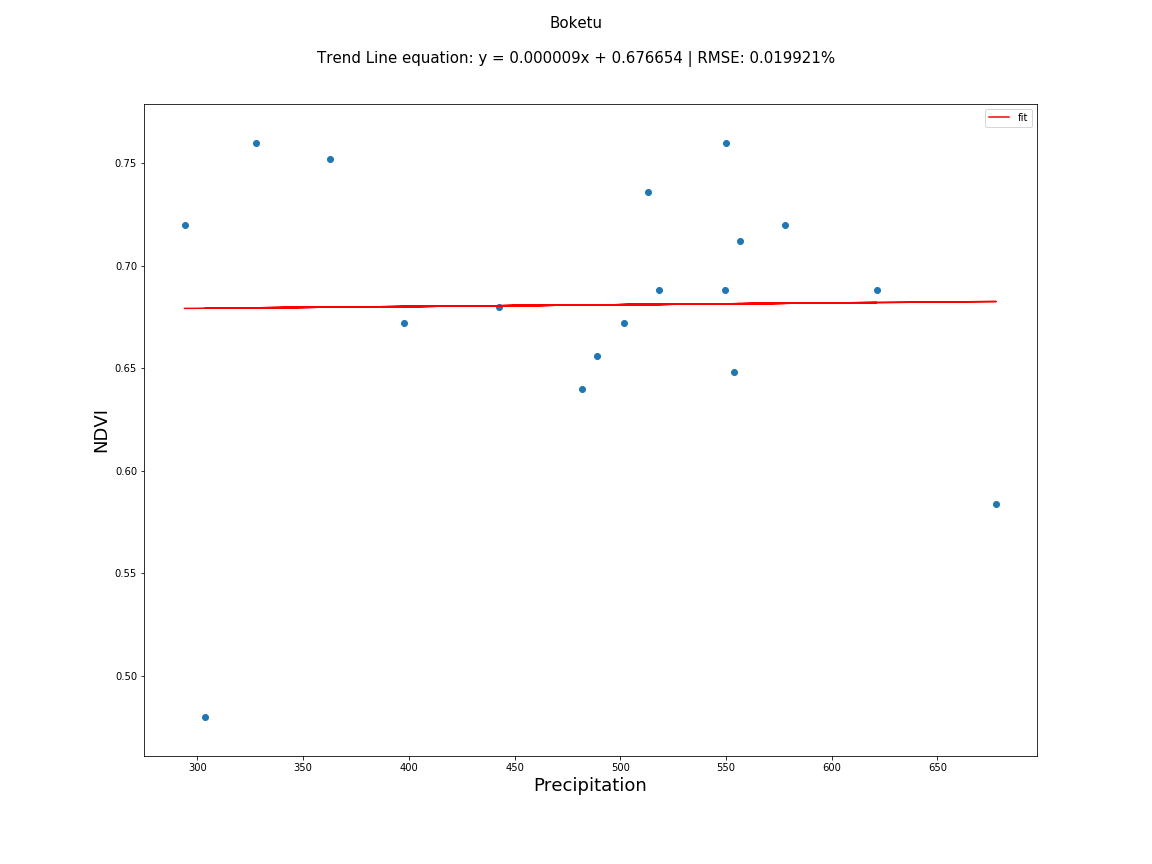 Boketu
Trend Line equation: y = 0.000009x + 0.676654 | RMSE: 0.019921%
fit
0.75
0.70
0.65
0.60
0.55
0.50
NDVI
300 350 400 450 500 550 600 650
Precipitation